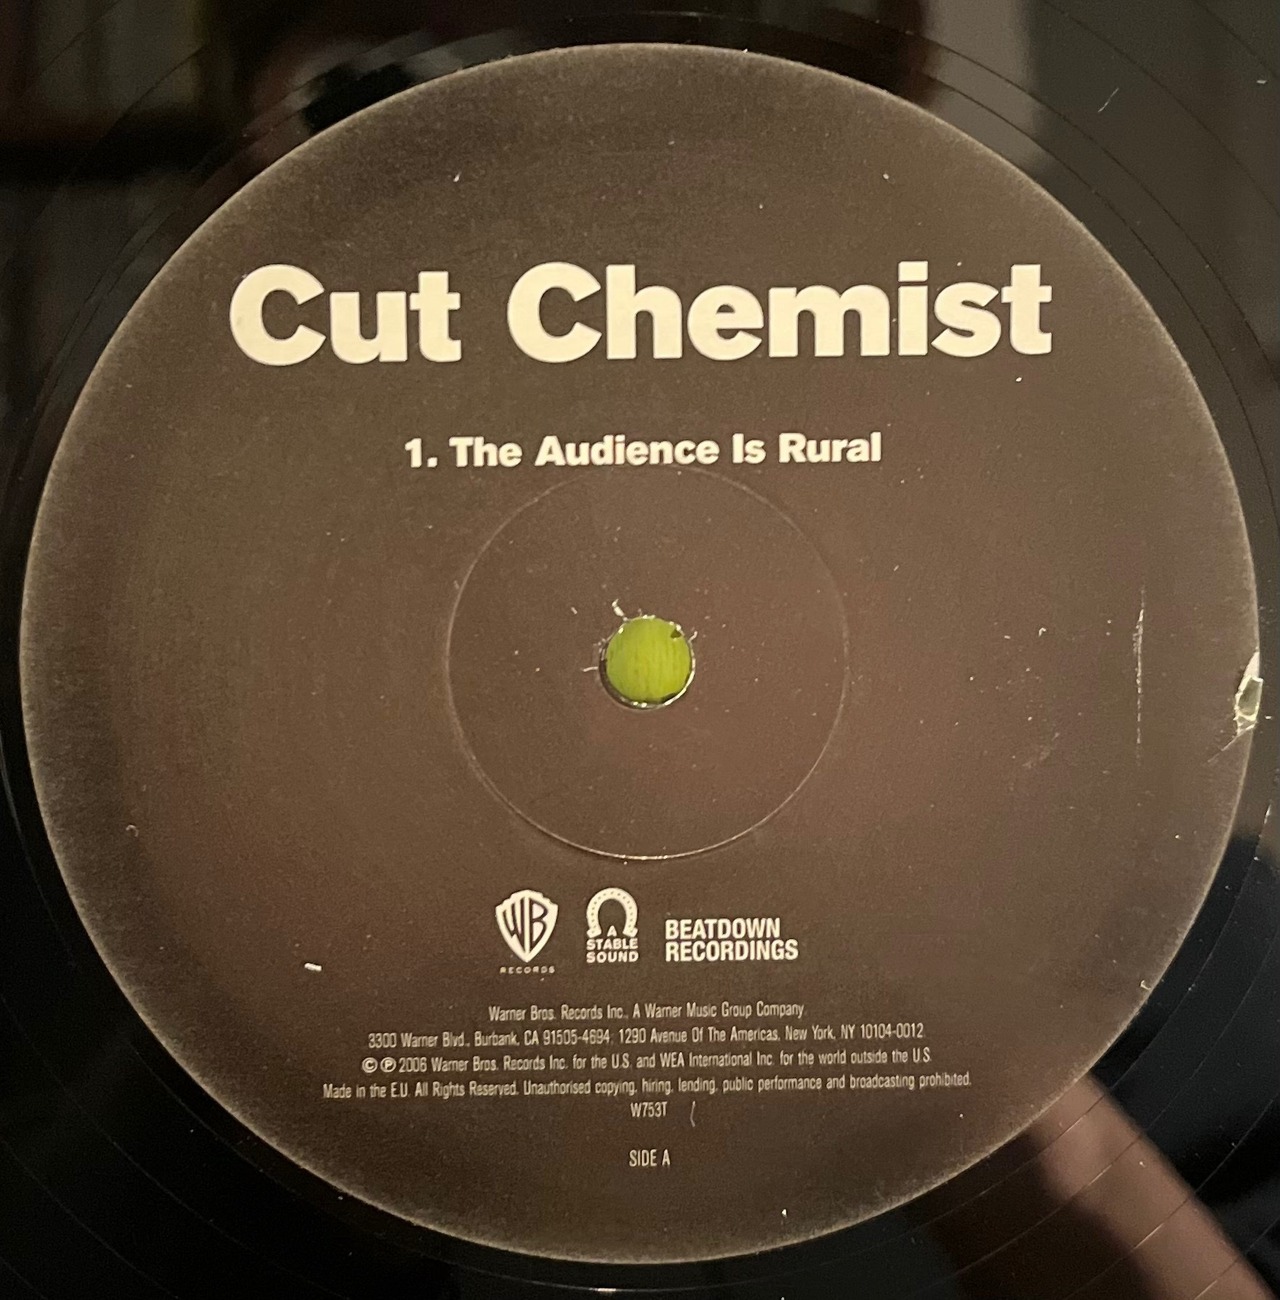 Cut Chemist
1. The Audience Is Rural
WB
RECORDS
A
STABLE
SOUND
BEATDOWN
RECORDINGS
Warner Bros. Records Inc., A Warner Music Group Company
3300 Warner Blvd., Burbank, CA 91505-4694; 1290 Avenue Of The Americas, New York, NY 10104-0012
©℗2006 Warner Bros. Records Inc. for the U.S. and WEA International Inc. for the world outside the U.S.
Made in the E.U. All Rights Reserved. Unauthorised copying, hiring, lending, public performance and broadcasting prohibited.
W753T
SIDE A